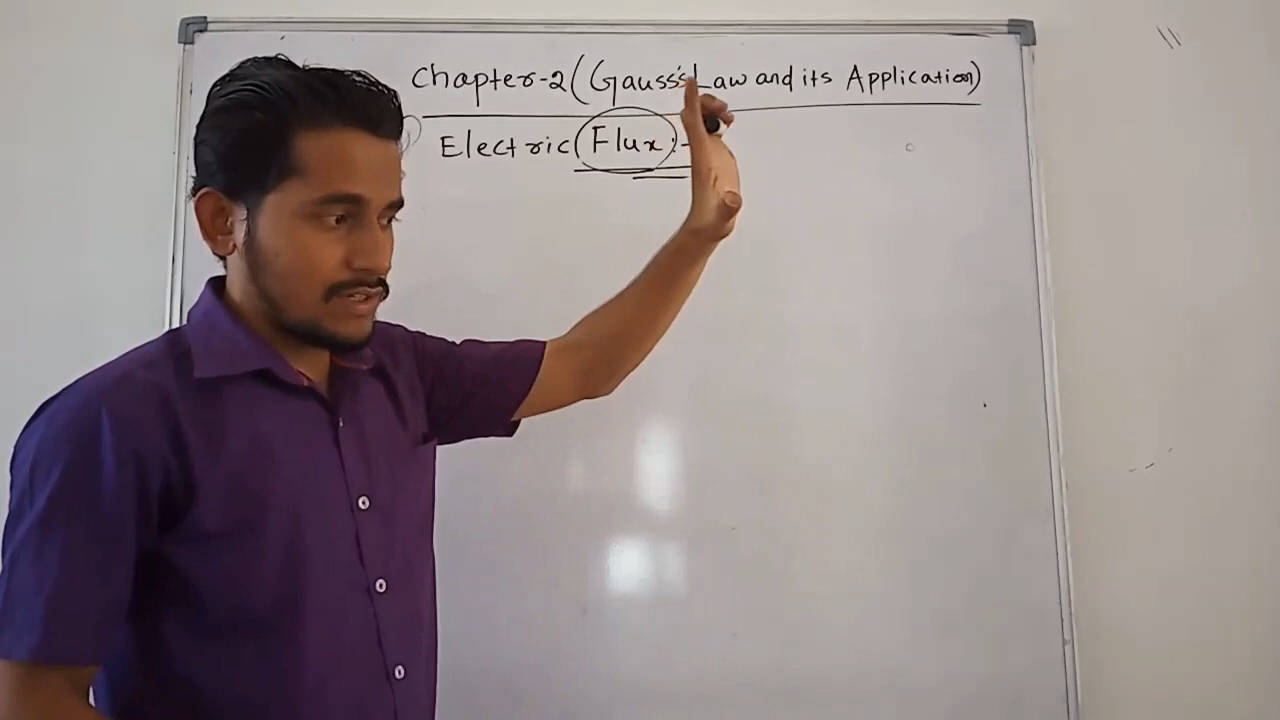 Chapter-2 (Gauss's Law and its Application)
Electric Flux :-